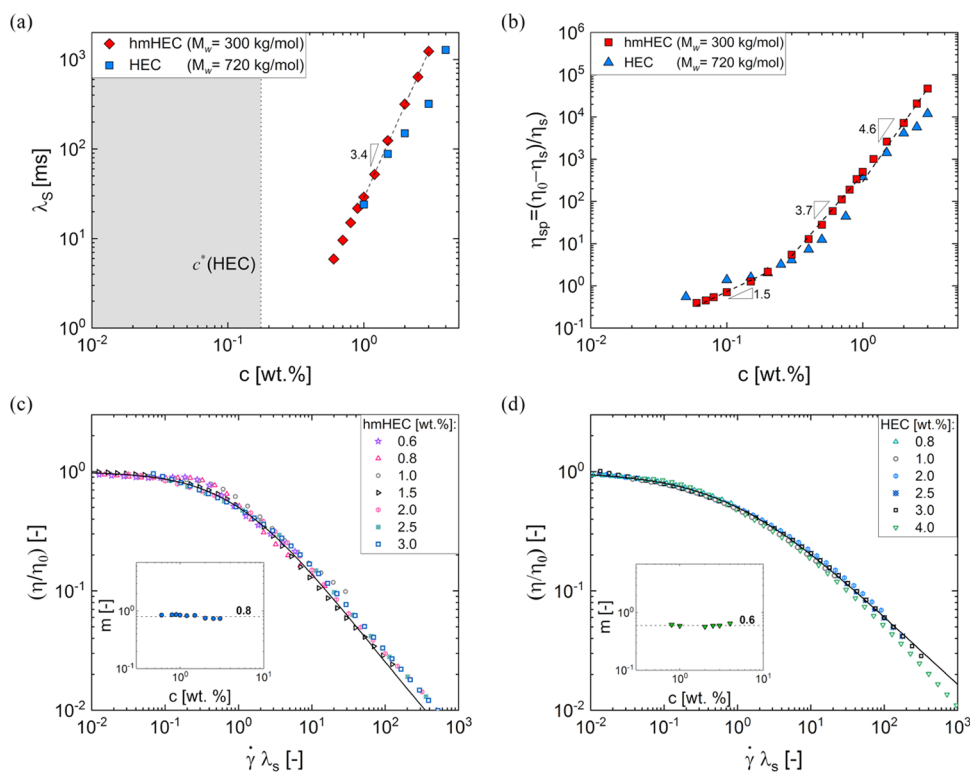 (a)
hmHEC (Mw= 300 kg/mol)
HEC (Mw= 720 kg/mol)
λS [ms]
10^3
10^2
10^1
10^0
3.4
c*(HEC)
10^-2
10^-1
10^0
c [wt.%]
(b)
hmHEC (Mw= 300 kg/mol)
HEC (Mw= 720 kg/mol)
ηsp=(η0−ηs)/ηs)
10^6
10^5
10^4
10^3
10^2
10^1
10^0
10^-1
4.6
3.7
1.5
10^-2
10^-1
10^0
c [wt.%]
(c)
hmHEC [wt.%]:
0.6
0.8
1.0
1.5
2.0
2.5
3.0
(η/η0) [-]
10^0
10^-1
10^-2
m [-]
10^0
10^-1
0.8
10^0
10^1
c [wt. %]
10^-2
10^-1
10^0
10^1
10^2
10^3
γ̇ λs [-]
(d)
HEC [wt.%]:
0.8
1.0
2.0
2.5
3.0
4.0
(η/η0) [-]
10^0
10^-1
10^-2
m [-]
10^0
10^-1
0.6
10^0
10^1
c [wt. %]
10^-2
10^-1
10^0
10^1
10^2
10^3
γ̇ λs [-]